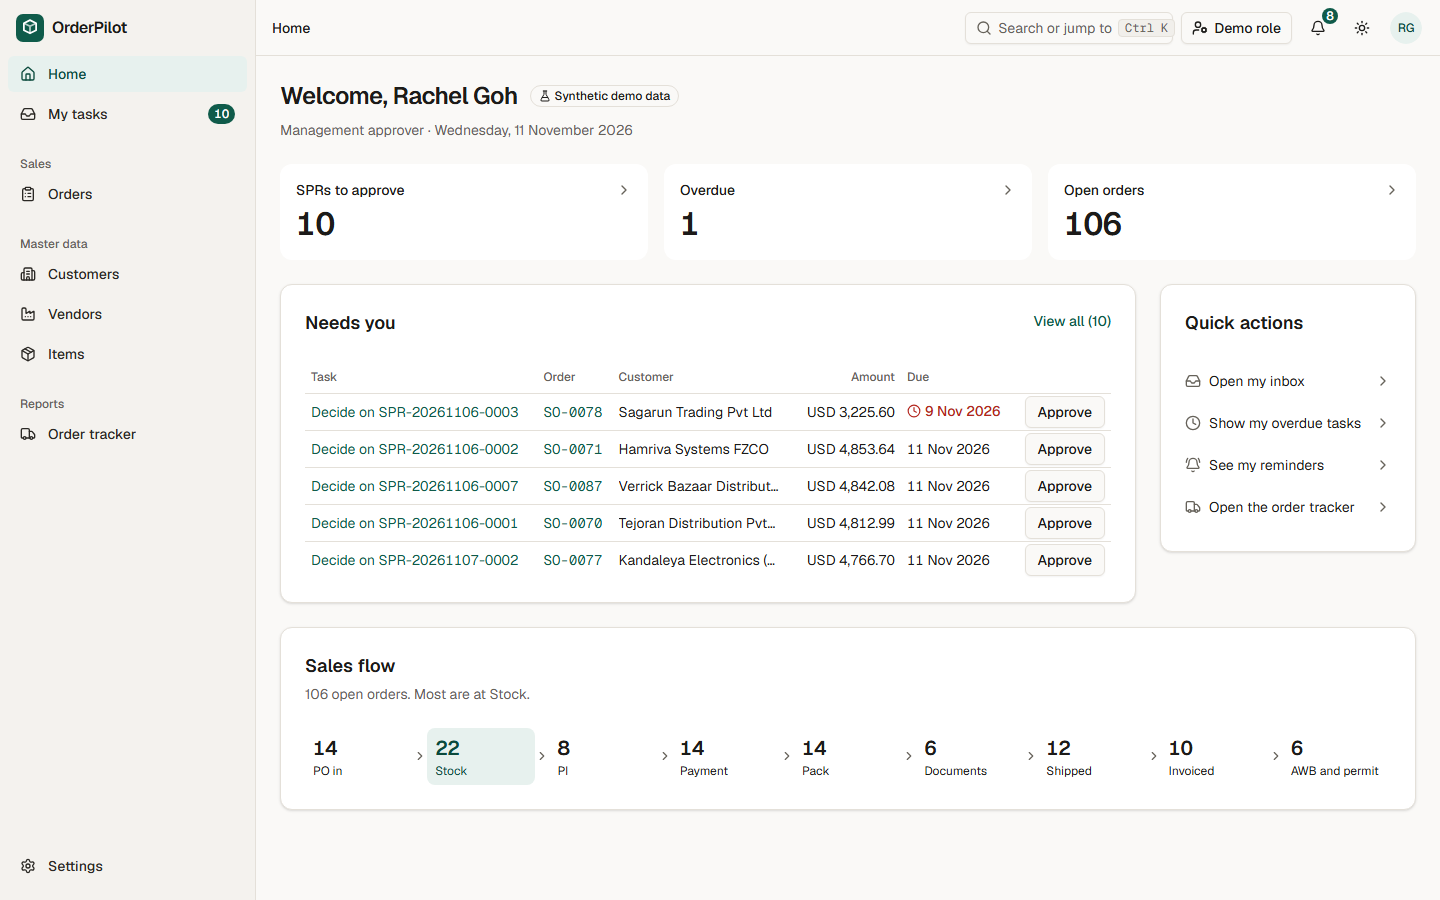 OrderPilot
Home
My tasks 10
Sales
Orders
Master data
Customers
Vendors
Items
Reports
Order tracker
Settings
Home
Search or jump to Ctrl K
Demo role
8
RG
Welcome, Rachel Goh
Synthetic demo data
Management approver · Wednesday, 11 November 2026
SPRs to approve
10
Overdue
1
Open orders
106
Needs you
View all (10)
Task Order Customer Amount Due
Decide on SPR-20261106-0003 SO-0078 Sagarun Trading Pvt Ltd USD 3,225.60 9 Nov 2026 Approve
Decide on SPR-20261106-0002 SO-0071 Hamriva Systems FZCO USD 4,853.64 11 Nov 2026 Approve
Decide on SPR-20261106-0007 SO-0087 Verrick Bazaar Distribut... USD 4,842.08 11 Nov 2026 Approve
Decide on SPR-20261106-0001 SO-0070 Tejoran Distribution Pvt... USD 4,812.99 11 Nov 2026 Approve
Decide on SPR-20261107-0002 SO-0077 Kandaleya Electronics (... USD 4,766.70 11 Nov 2026 Approve
Quick actions
Open my inbox
Show my overdue tasks
See my reminders
Open the order tracker
Sales flow
106 open orders. Most are at Stock.
14 22 8 14 14 6 12 10 6
PO in Stock PI Payment Pack Documents Shipped Invoiced AWB and permit